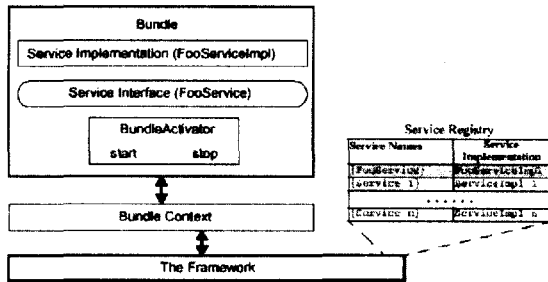 Bundle
Service Implementation (FooServiceImpl)
Service Interface (FooService)
BundleActivator
start stop
Bundle Context
The Framework
Service Registry
Service Names Service Implementation
{FooService} FooServiceImpl
{Service 1} ServiceImpl 1
. . . . . .
{Service n} ServiceImpl n